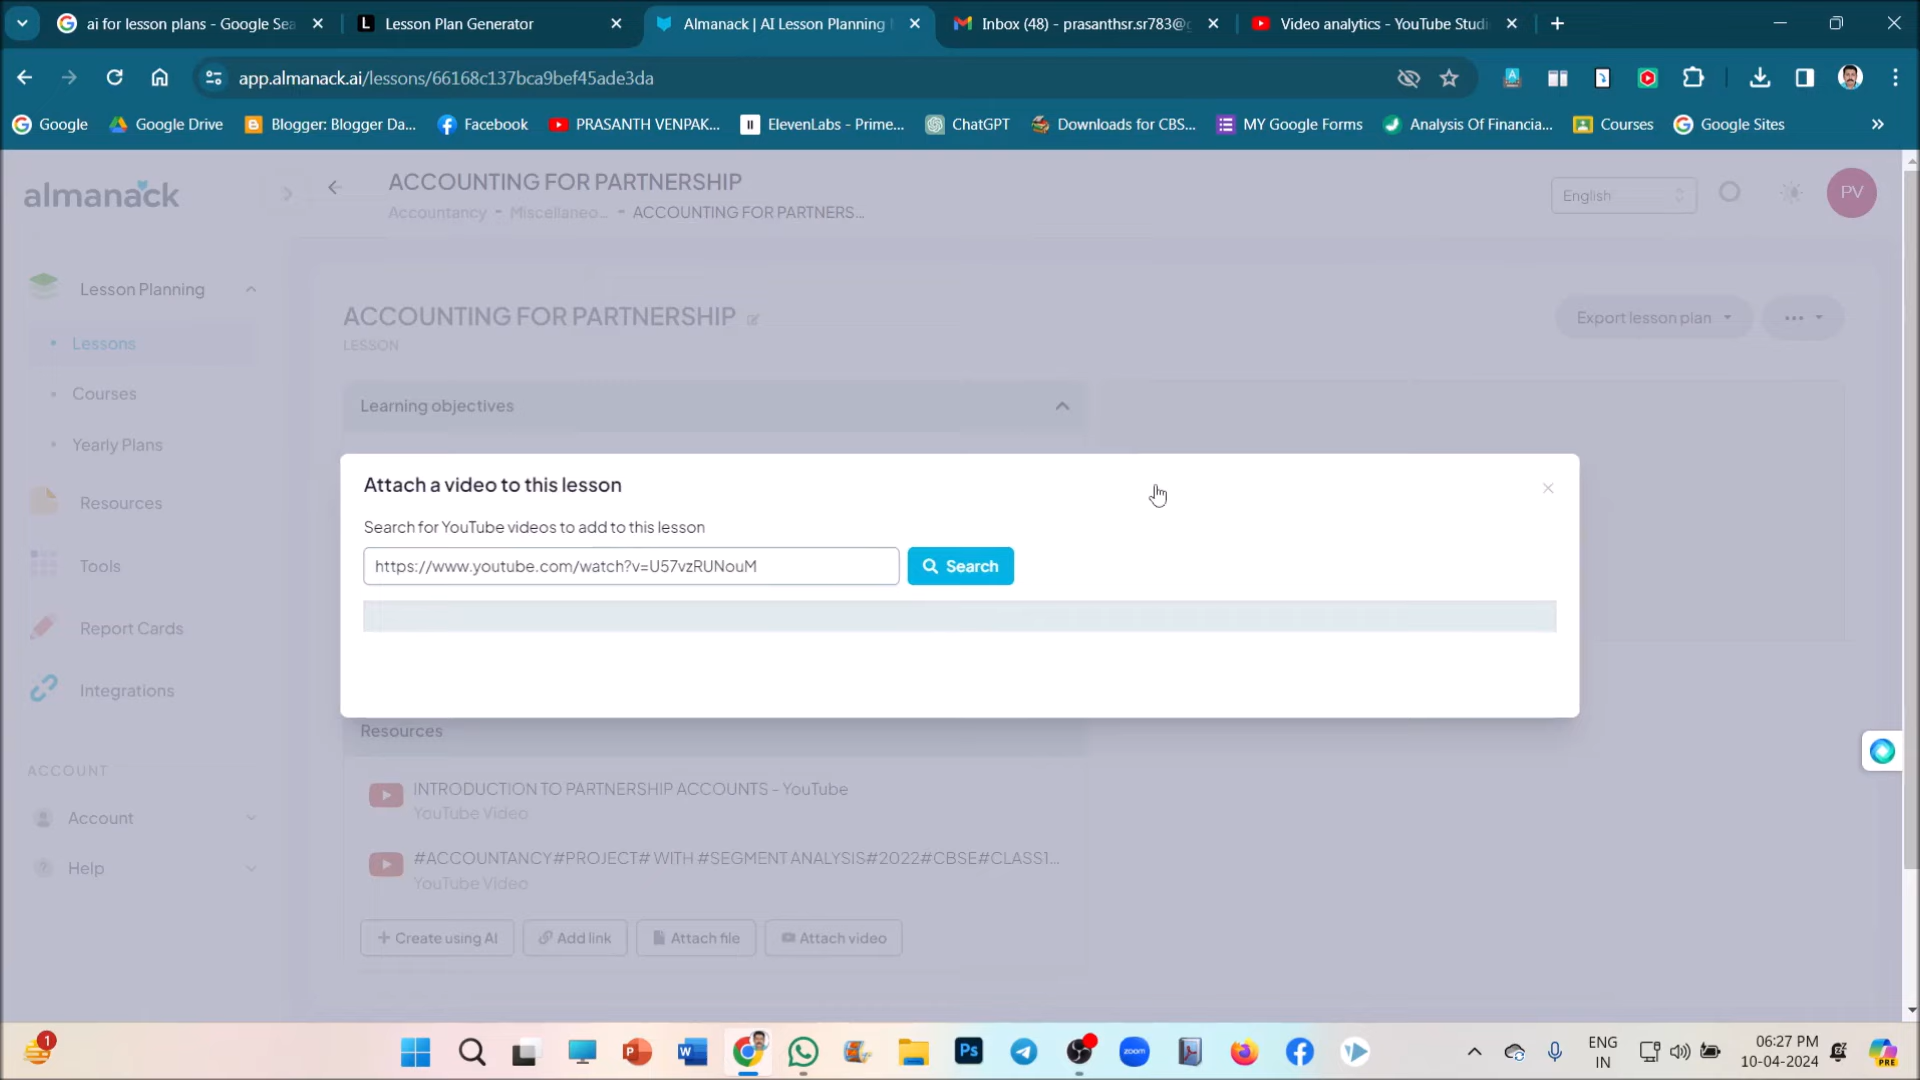 ai for lesson plans - Google Sea
Lesson Plan Generator
Almanack | AI Lesson Planning
Inbox (48) - prasanthsr.sr783@g
Video analytics - YouTube Studi
app.almanack.ai/lessons/66168c137bca9bef45ade3da
Google
Google Drive
Blogger: Blogger Da...
Facebook
PRASANTH VENPAK...
ElevenLabs - Prime...
ChatGPT
Downloads for CBS...
MY Google Forms
Analysis Of Financia...
Courses
Google Sites
almanack
ACCOUNTING FOR PARTNERSHIP
Accountancy - Miscellaneo... - ACCOUNTING FOR PARTNERS...
English
PV
Lesson Planning
Lessons
Courses
Yearly Plans
Resources
Tools
Report Cards
Integrations
ACCOUNT
Account
Help
ACCOUNTING FOR PARTNERSHIP
LESSON
Export lesson plan
Learning objectives
Attach a video to this lesson
Search for YouTube videos to add to this lesson
https://www.youtube.com/watch?v=U57vzRUNouM
Search
Resources
INTRODUCTION TO PARTNERSHIP ACCOUNTS - YouTube
YouTube Video
#ACCOUNTANCY#PROJECT# WITH #SEGMENT ANALYSIS#2022#CBSE#CLASS1...
YouTube Video
+ Create using AI
Add link
Attach file
Attach video
1
Ps
zoom
ENG
IN
06:27 PM
10-04-2024
PRE